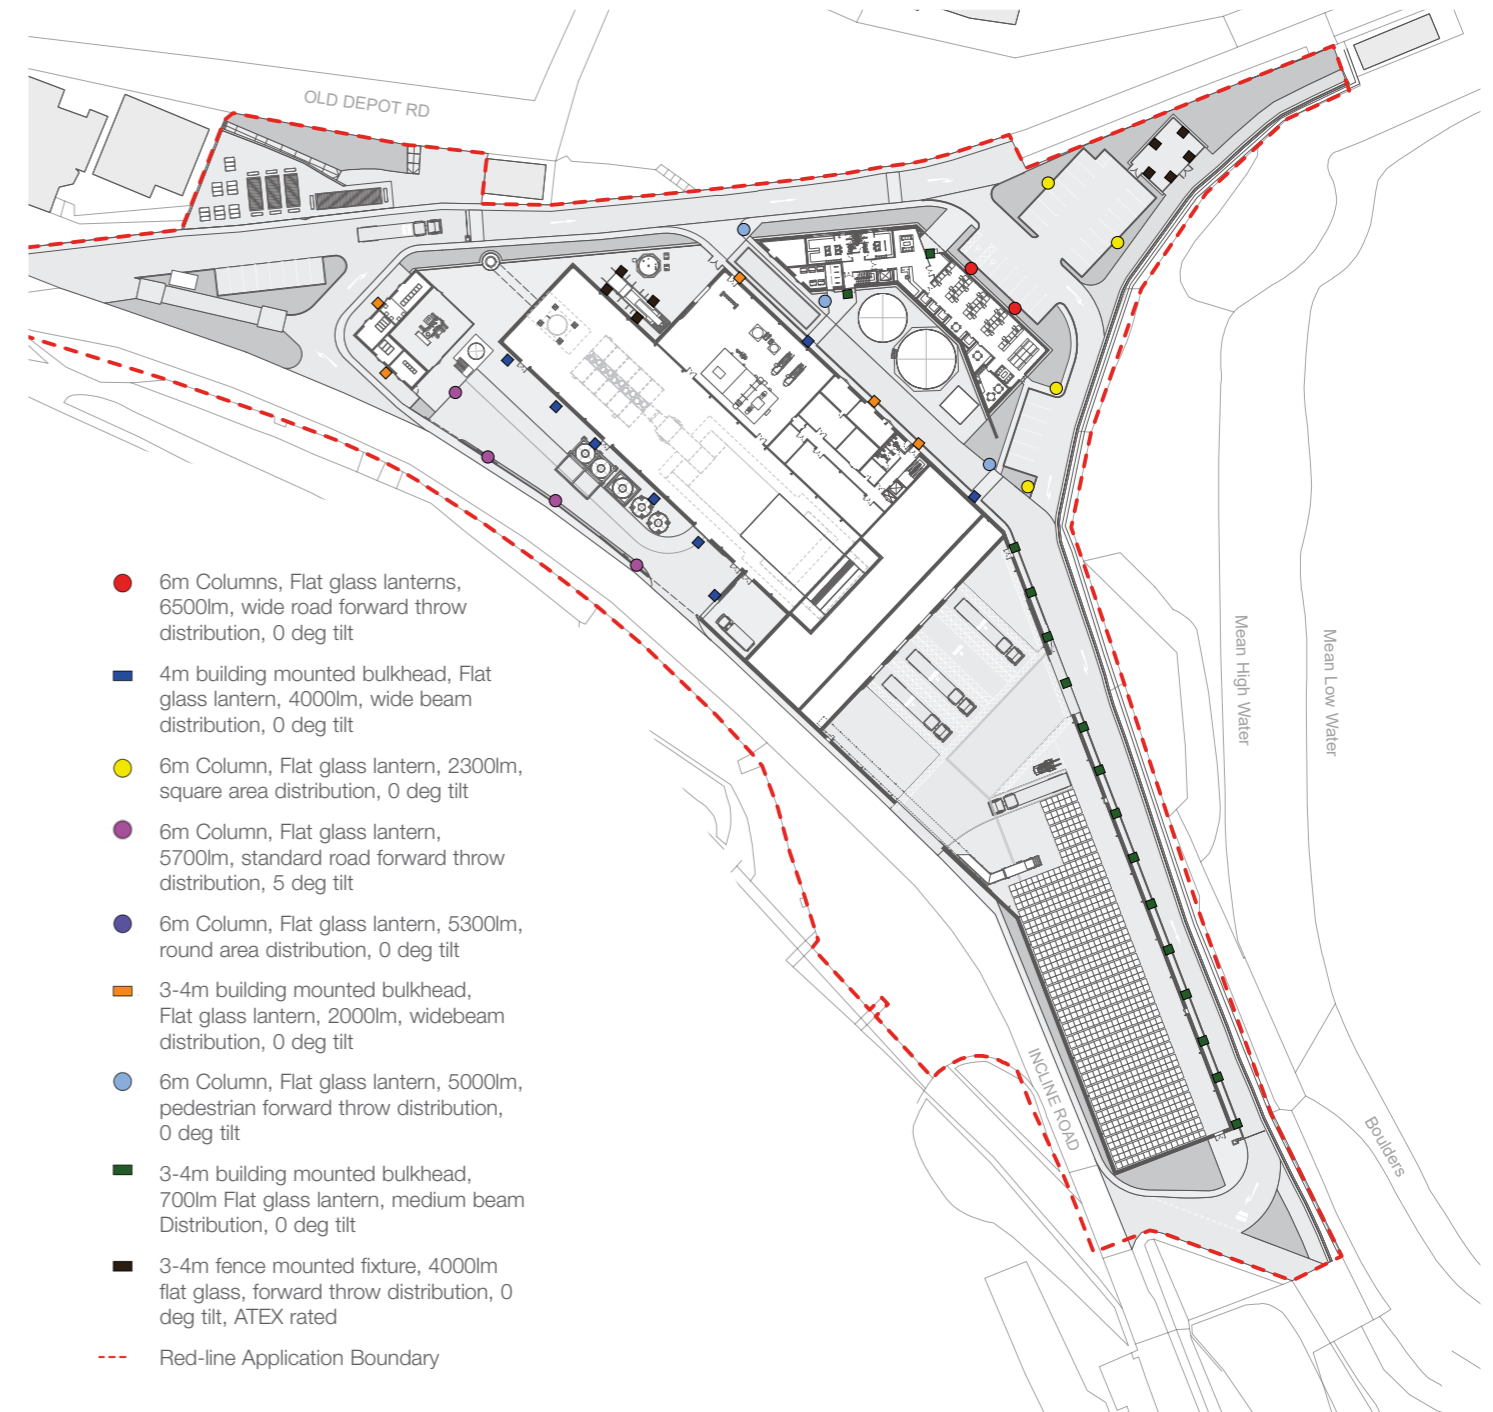 OLD DEPOT RD
6m Columns, Flat glass lanterns,
6500lm, wide road forward throw
distribution, 0 deg tilt
4m building mounted bulkhead, Flat
glass lantern, 4000lm, wide beam
distribution, 0 deg tilt
6m Column, Flat glass lantern, 2300lm,
square area distribution, 0 deg tilt
6m Column, Flat glass lantern,
5700lm, standard road forward throw
distribution, 5 deg tilt
6m Column, Flat glass lantern, 5300lm,
round area distribution, 0 deg tilt
3-4m building mounted bulkhead,
Flat glass lantern, 2000lm, widebeam
distribution, 0 deg tilt
6m Column, Flat glass lantern, 5000lm,
pedestrian forward throw distribution,
0 deg tilt
3-4m building mounted bulkhead,
700lm Flat glass lantern, medium beam
Distribution, 0 deg tilt
3-4m fence mounted fixture, 4000lm
flat glass, forward throw distribution, 0
deg tilt, ATEX rated
Red-line Application Boundary
Mean High Water
Mean Low Water
INCLINE ROAD
Boulders